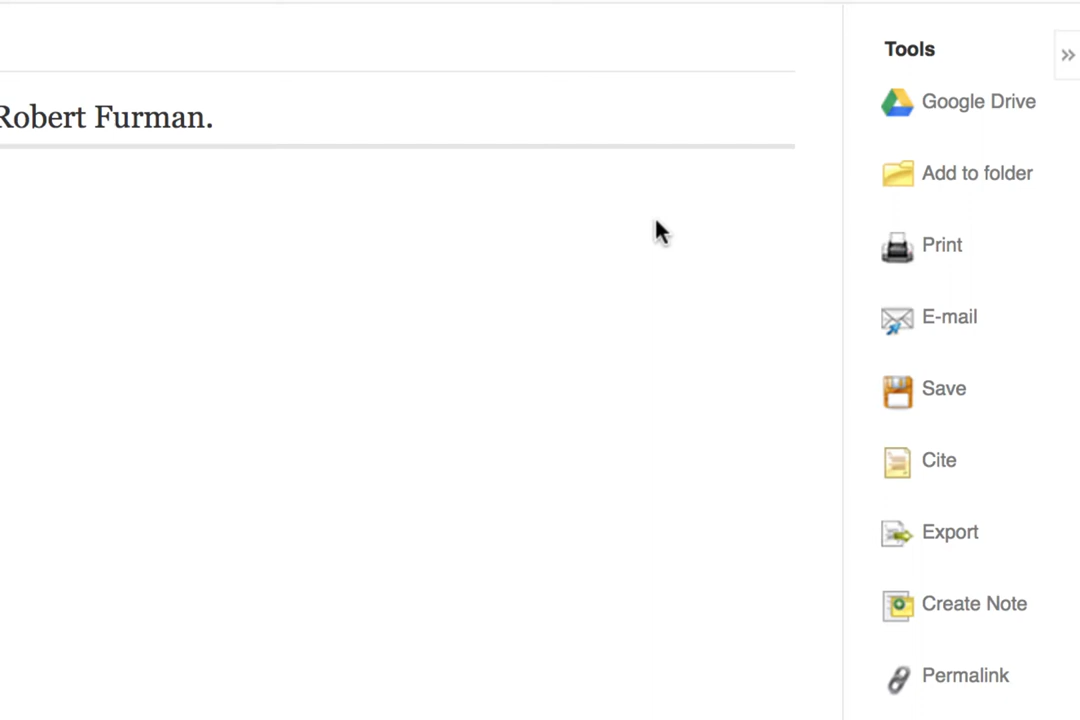 Tools
»
Google Drive
Robert Furman.
Add to folder
Print
E-mail
Save
Cite
Export
Create Note
Permalink